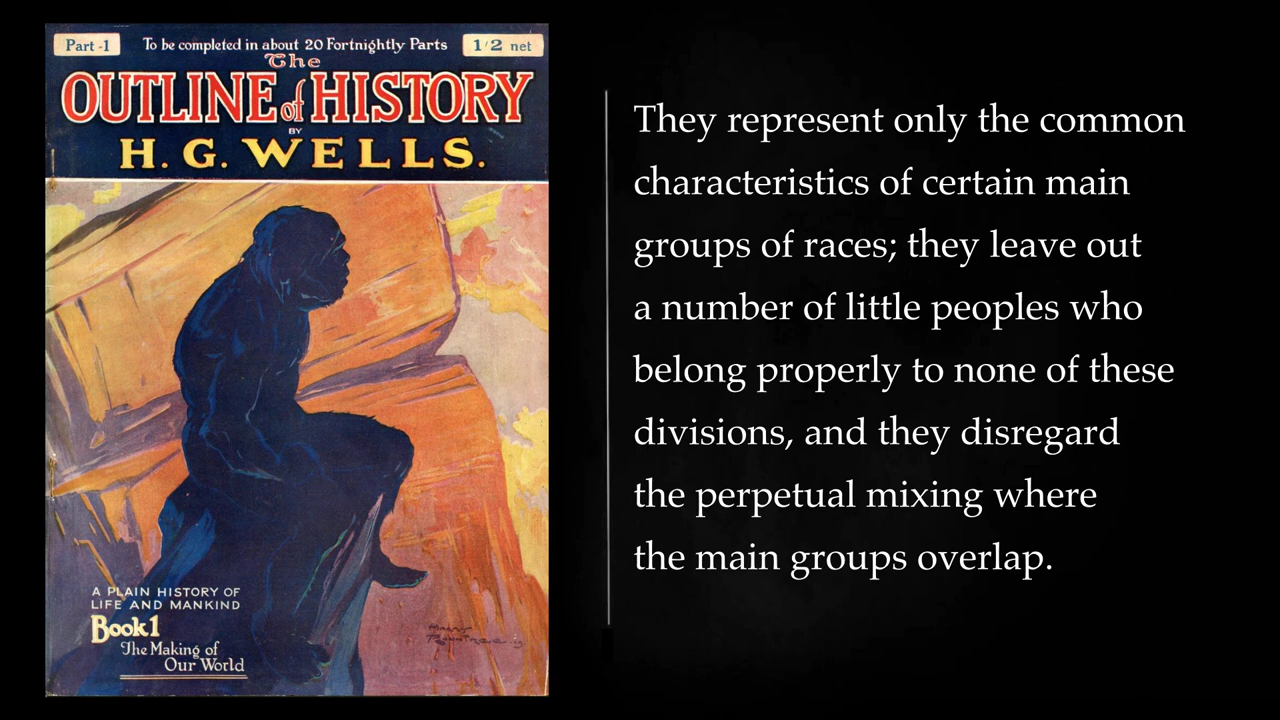 Part -1
To be completed in about 20 Fortnightly Parts
1/2 net
The
OUTLINE of HISTORY
BY
H. G. WELLS.
A PLAIN HISTORY OF
LIFE AND MANKIND
Book 1
The Making of
Our World
They represent only the common
characteristics of certain main
groups of races; they leave out
a number of little peoples who
belong properly to none of these
divisions, and they disregard
the perpetual mixing where
the main groups overlap.